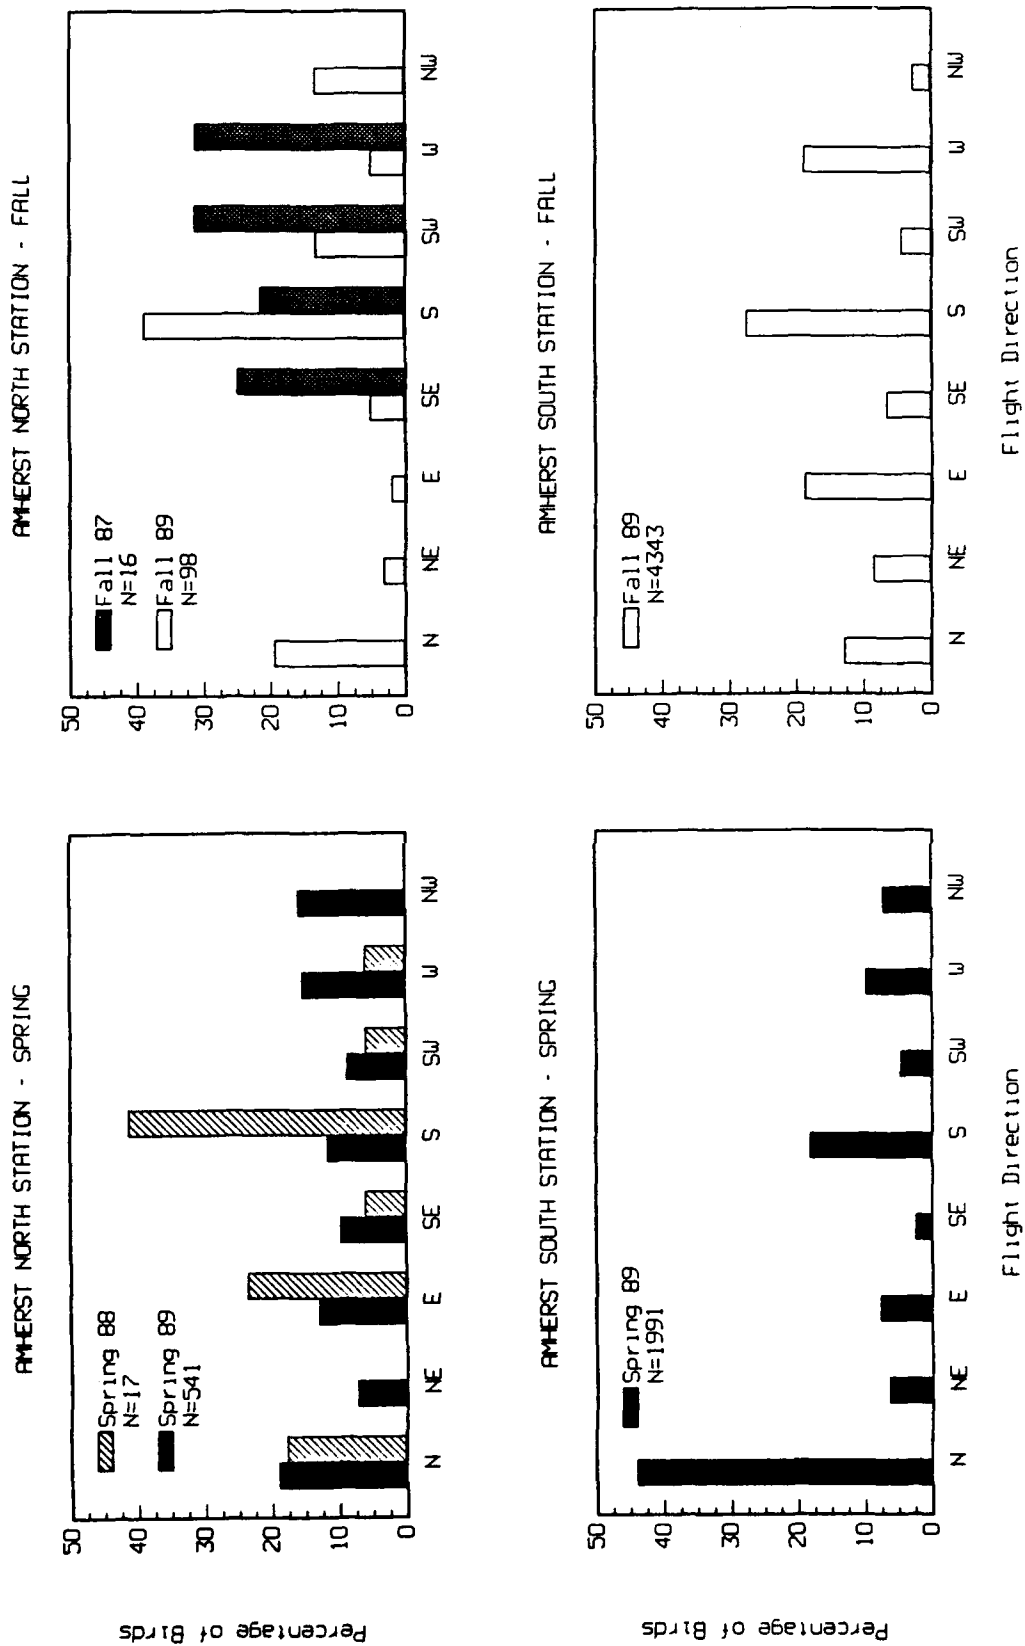 AMHERST NORTH STATION - SPRING
50
40
30
20
10
0
Spring 88
N=17
Spring 89
N=541
N NE E SE S SW W NW
AMHERST NORTH STATION - FALL
50
40
30
20
10
0
Fall 87
N=16
Fall 89
N=98
N NE E SE S SW W NW
Percentage of Birds
AMHERST SOUTH STATION - SPRING
50
40
30
20
10
0
Spring 89
N=1991
N NE E SE S SW W NW
Flight Direction
AMHERST SOUTH STATION - FALL
50
40
30
20
10
0
Fall 89
N=4343
N NE E SE S SW W NW
Flight Direction
Percentage of Birds